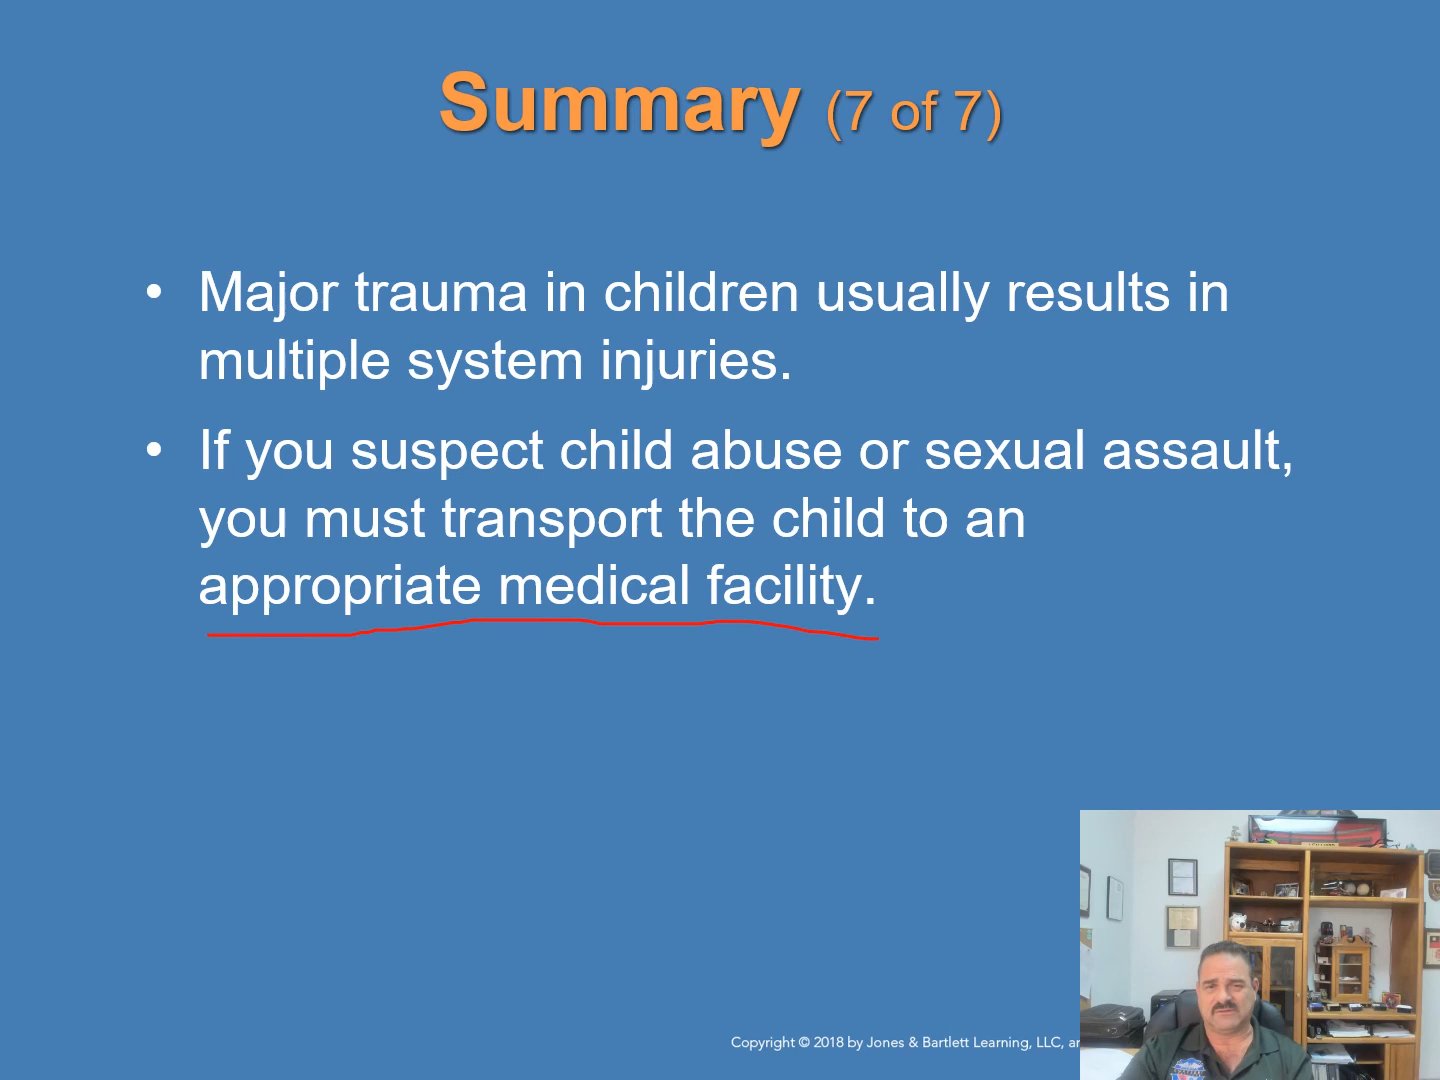 Summary (7 of 7)
• Major trauma in children usually results in
multiple system injuries.
• If you suspect child abuse or sexual assault,
you must transport the child to an
appropriate medical facility.
Copyright © 2018 by Jones & Bartlett Learning, LLC, an